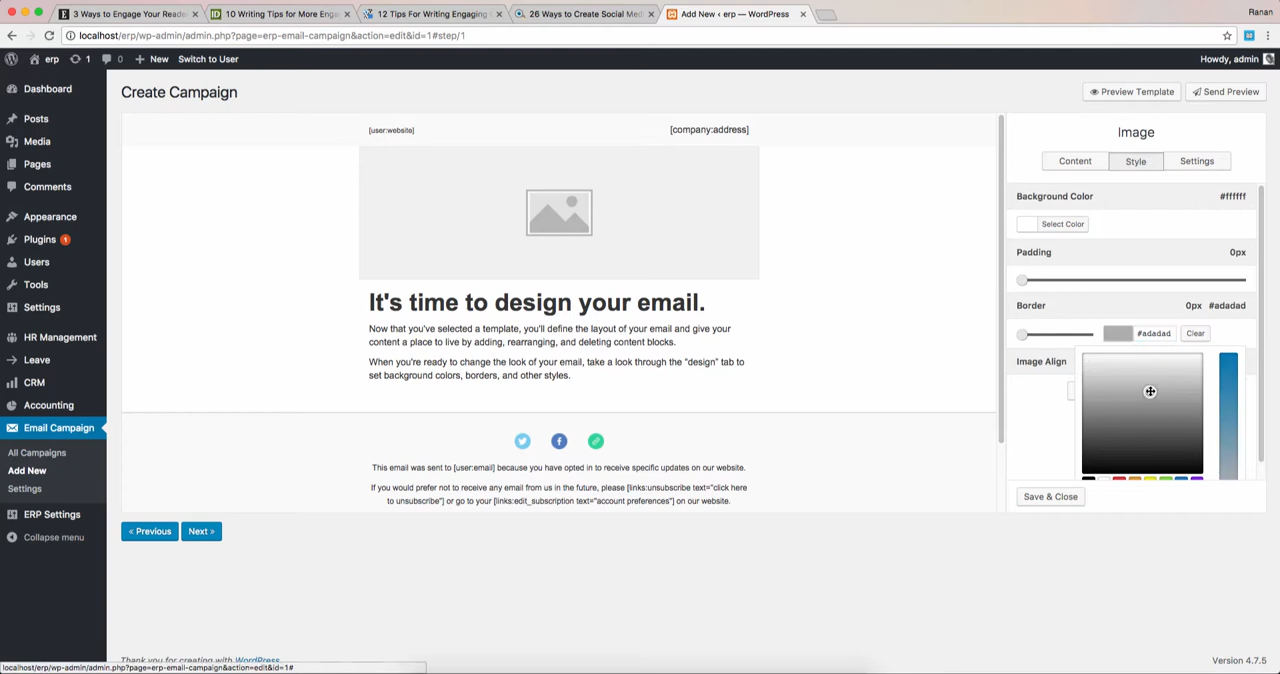 3 Ways to Engage Your Reade
10 Writing Tips for More Enga
12 Tips For Writing Engaging
26 Ways to Create Social Med
Add New ‹ erp — WordPress
Ranan
localhost/erp/wp-admin/admin.php?page=erp-email-campaign&action=edit&id=1#step/1
erp
1
0
New
Switch to User
Howdy, admin
Dashboard
Posts
Media
Pages
Comments
Appearance
Plugins 1
Users
Tools
Settings
HR Management
Leave
CRM
Accounting
Email Campaign
All Campaigns
Add New
Settings
ERP Settings
Collapse menu
Create Campaign
Preview Template
Send Preview
[user:website]
[company:address]
It's time to design your email.
Now that you've selected a template, you'll define the layout of your email and give your
content a place to live by adding, rearranging, and deleting content blocks.
When you're ready to change the look of your email, take a look through the "design" tab to
set background colors, borders, and other styles.
This email was sent to [user:email] because you have opted in to receive specific updates on our website.
If you would prefer not to receive any email from us in the future, please [links:unsubscribe text="click here
to unsubscribe"] or go to your [links:edit_subscription text="account preferences"] on our website.
« Previous
Next »
Image
Content
Style
Settings
Background Color
#ffffff
Select Color
Padding
0px
Border
0px
#adadad
#adadad
Clear
Image Align
Save & Close
Thank you for creating with WordPress
Version 4.7.5
localhost/erp/wp-admin/admin.php?page=erp-email-campaign&action=edit&id=1#